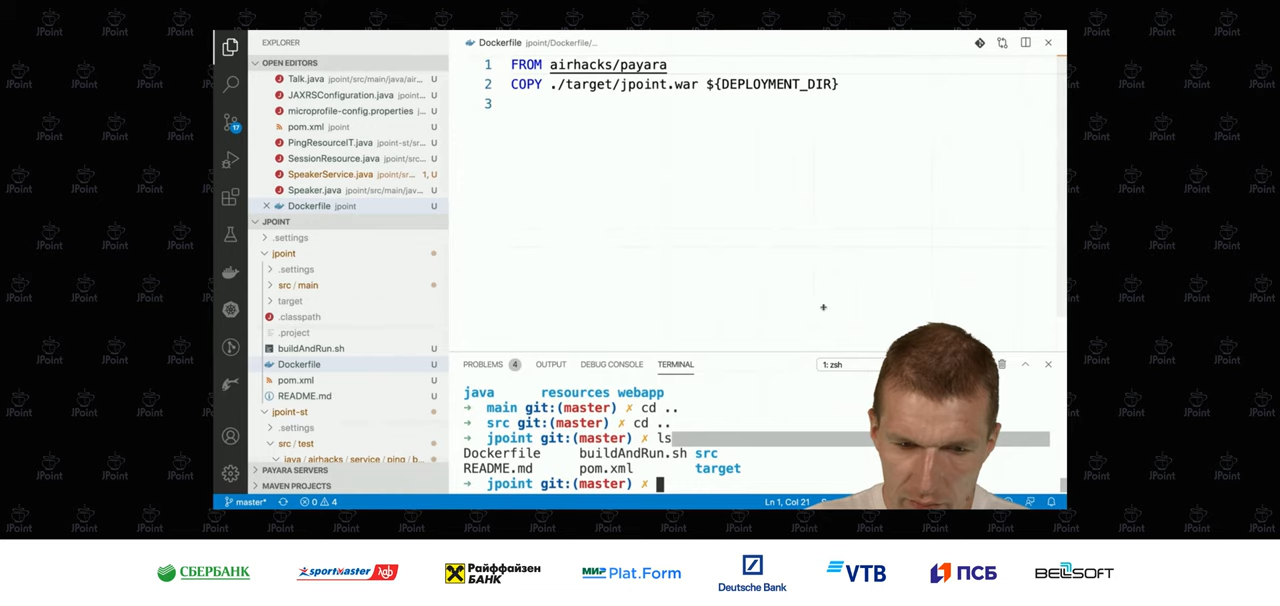 EXPLORER
OPEN EDITORS
Talk.java jpoint/src/main/java/air... U
JAXRSConfiguration.java jpoint... U
microprofile-config.properties U
pom.xml jpoint U
PingResourceIT.java jpoint-st/sr... U
SessionResource.java jpoint/src... U
SpeakerService.java jpoint/sr... 1, U
Speaker.java jpoint/src/main/jav... U
Dockerfile jpoint U
JPOINT
.settings
jpoint
.settings
src / main
target
.classpath
.project
buildAndRun.sh U
Dockerfile U
pom.xml U
README.md U
jpoint-st
.settings
src / test
java / airhacks / service / ping / b...
PAYARA SERVERS
MAVEN PROJECTS
17
Dockerfile jpoint/Dockerfile/...
1 FROM airhacks/payara
2 COPY ./target/jpoint.war ${DEPLOYMENT_DIR}
3
PROBLEMS 4 OUTPUT DEBUG CONSOLE TERMINAL 1: zsh
java resources webapp
→ main git:(master) ✗ cd ..
→ src git:(master) ✗ cd ..
→ jpoint git:(master) ✗ ls
Dockerfile buildAndRun.sh src
README.md pom.xml target
→ jpoint git:(master) ✗
master* 0 4 Ln 1, Col 21
JPoint
СБЕРБАНК
sportmaster lab
Райффайзен
БАНК
МИР Plat.Form
Deutsche Bank
VTB
ПСБ
BELLSOFT